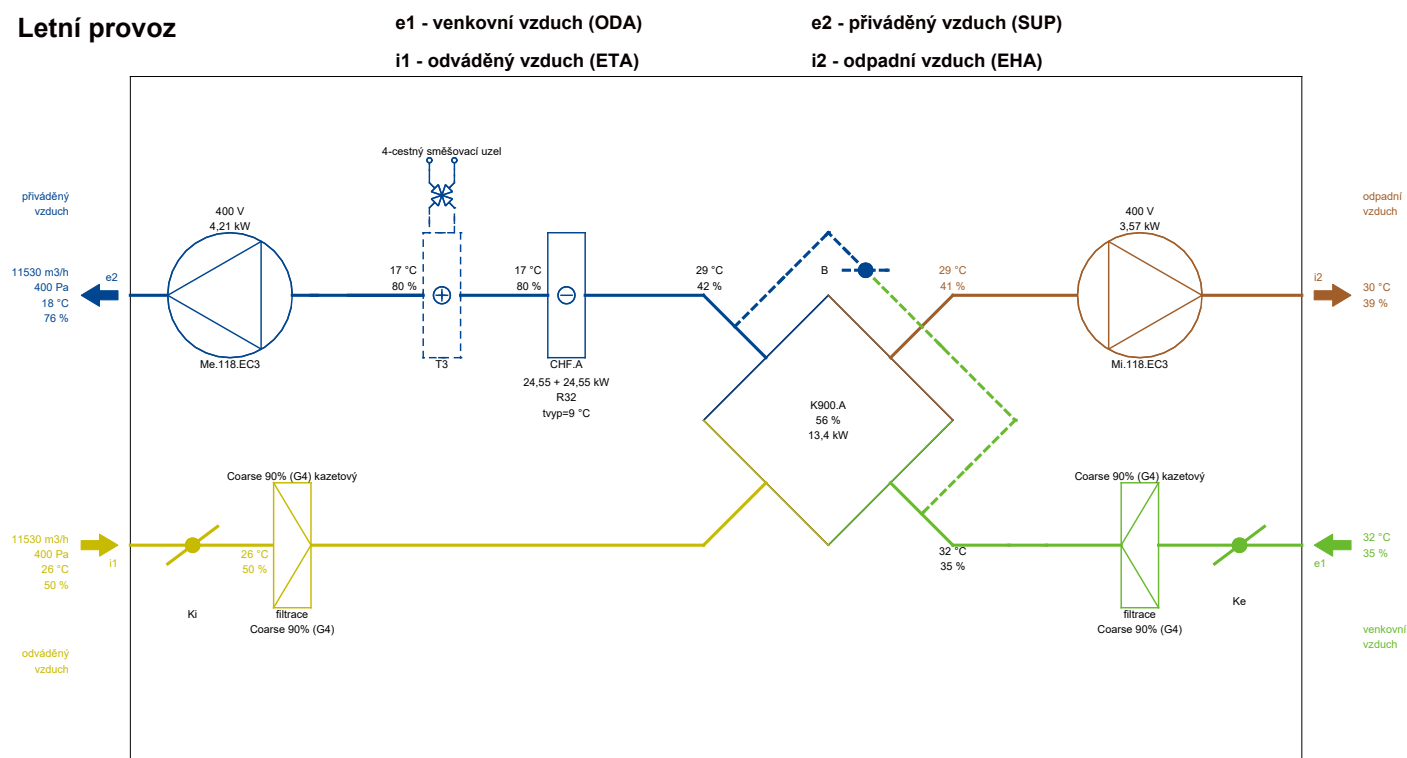 Letní provoz
e1 - venkovní vzduch (ODA)
e2 - přiváděný vzduch (SUP)
i1 - odváděný vzduch (ETA)
i2 - odpadní vzduch (EHA)
4-cestný směšovací uzel
přiváděný
vzduch
400 V
4,21 kW
11530 m3/h
400 Pa
18 °C
76 %
e2
17 °C
80 %
17 °C
80 %
29 °C
42 %
B
29 °C
41 %
400 V
3,57 kW
odpadní
vzduch
i2
30 °C
39 %
Me.118.EC3
T3
CHF.A
24,55 + 24,55 kW
R32
tvyp=9 °C
K900.A
56 %
13,4 kW
Mi.118.EC3
Coarse 90% (G4) kazetový
Coarse 90% (G4) kazetový
11530 m3/h
400 Pa
26 °C
50 %
i1
26 °C
50 %
32 °C
35 %
32 °C
35 %
e1
Ki
filtrace
Coarse 90% (G4)
filtrace
Coarse 90% (G4)
Ke
odváděný
vzduch
venkovní
vzduch